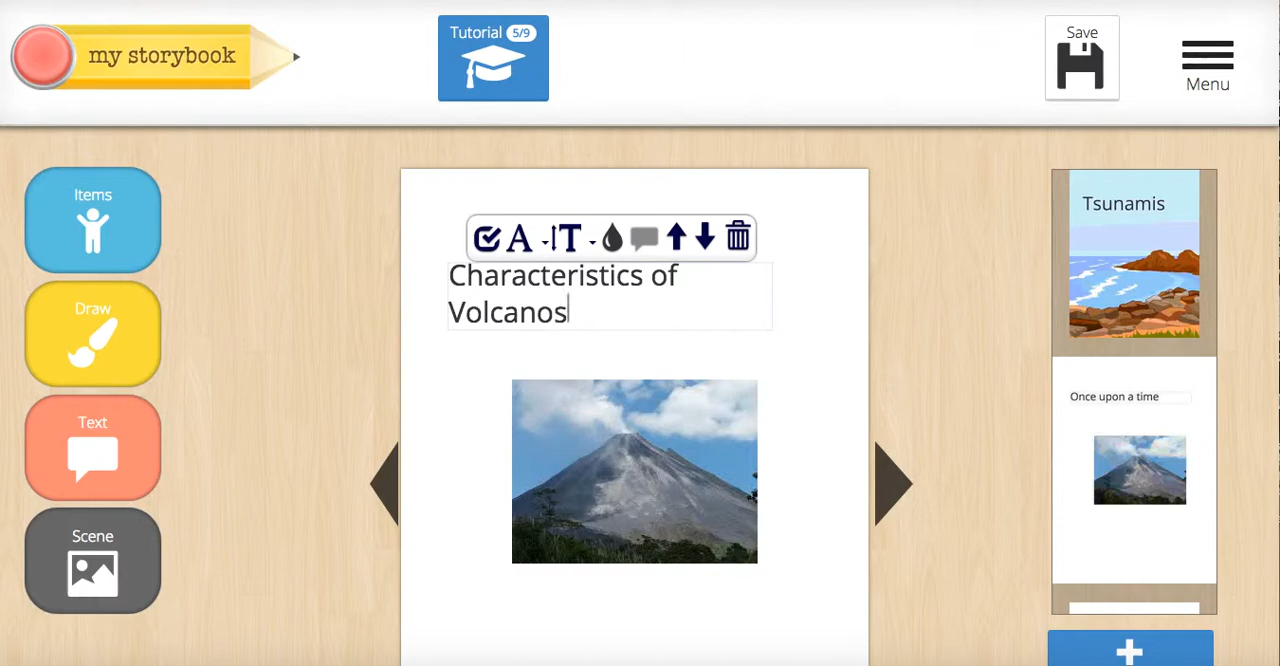 my storybook
Tutorial 5/9
Save
Menu
Items
Draw
Text
Scene
A T
Characteristics of
Volcanos
Tsunamis
Once upon a time